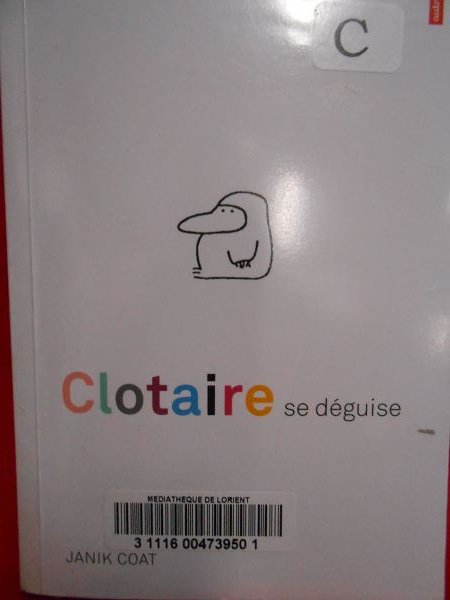 C
Clotaire se déguise
MEDIATHEQUE DE LORIENT
3 1116 00473950 1
JANIK COAT